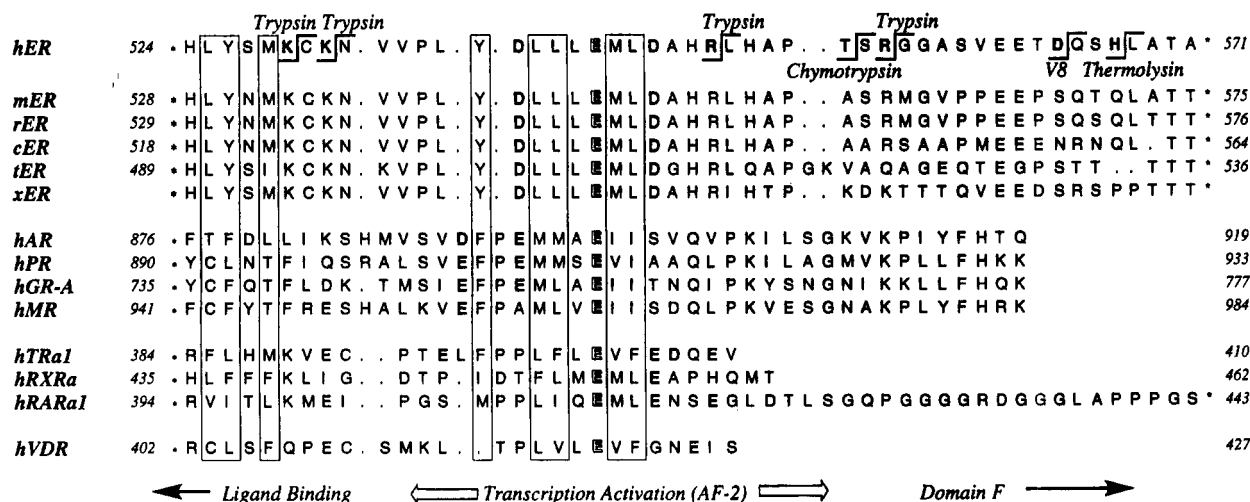 Trypsin Trypsin Trypsin Trypsin
hER 524 * H L Y S M K C K N . V V P L . Y . D L L L E M L D A H R L H A P . . T S R G G A S V E E T D Q S H L A T A * 571
Chymotrypsin V8 Thermolysin
mER 528 * H L Y N M K C K N . V V P L . Y . D L L L E M L D A H R L H A P . . A S R M G V P P E E P S Q T Q L A T T * 575
rER 529 * H L Y N M K C K N . V V P L . Y . D L L L E M L D A H R L H A P . . A S R M G V P P E E P S Q S Q L T T T * 576
cER 518 * H L Y N M K C K N . V V P L . Y . D L L L E M L D A H R L H A P . . A A R S A A P M E E E N R N Q L . T T * 564
tER 489 * H L Y S I K C K N . K V P L . Y . D L L L E M L D G H R L Q A P G K V A Q A G E Q T E G P S T T . . T T T * 536
xER * H L Y S M K C K N . V V P L . Y . D L L L E M L D A H R I H T P . . K D K T T T Q V E E D S R S P P T T T *
hAR 876 . F T F D L L I K S H M V S V D F P E M M A E I I S V Q V P K I L S G K V K P I Y F H T Q 919
hPR 890 . Y C L N T F I Q S R A L S V E F P E M M S E V I A A Q L P K I L A G M V K P L L F H K K 933
hGR-A 735 . Y C F Q T F L D K . T M S I E F P E M L A E I I T N Q I P K Y S N G N I K K L L F H Q K 777
hMR 941 . F C F Y T F R E S H A L K V E F P A M L V E I I S D Q L P K V E S G N A K P L Y F H R K 984
hTRa1 384 . R F L H M K V E C . . P T E L F P P L F L E V F E D Q E V 410
hRXRa 435 . H L F F F K L I G . . D T P . I D T F L M E M L E A P H Q M T 462
hRARa1 394 . R V I T L K M E I . . P G S . M P P L I Q E M L E N S E G L D T L S G Q P G G G G R D G G G L A P P P G S * 443
hVDR 402 . R C L S F Q P E C . S M K L . . T P L V L E V F G N E I S 427
Ligand Binding Transcription Activation (AF-2) Domain F